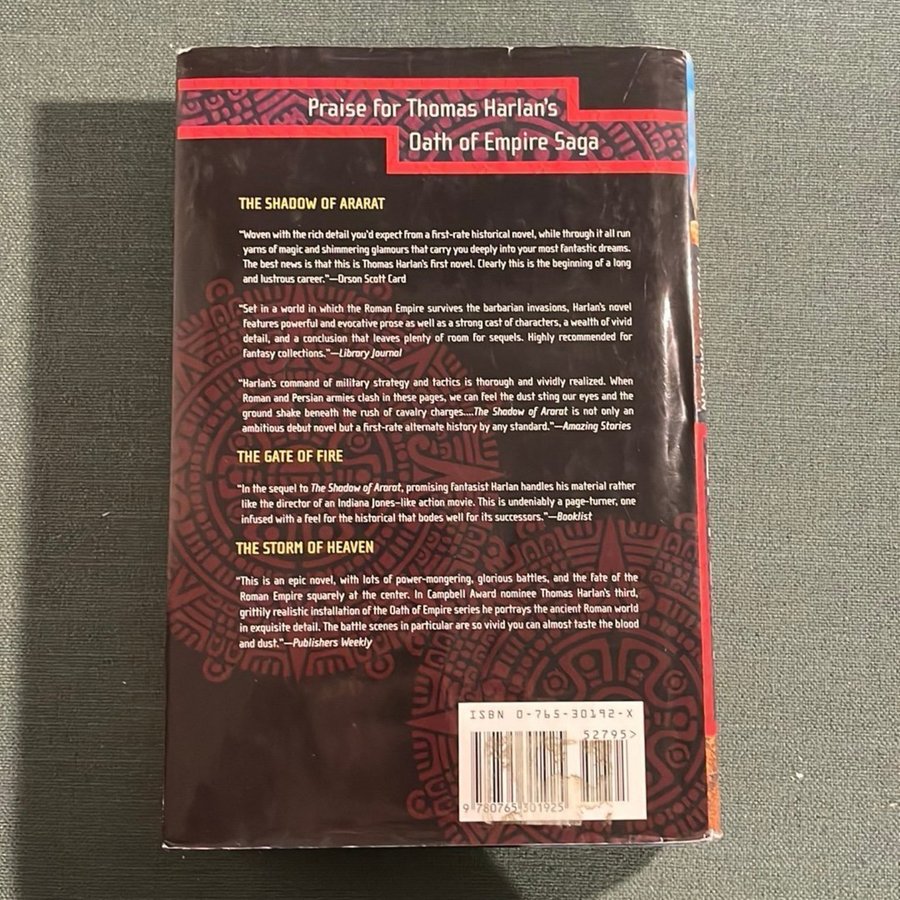 Praise for Thomas Harlan's
Oath of Empire Saga
THE SHADOW OF ARARAT
"Woven with the rich detail you'd expect from a first-rate historical novel, while through it all run
yarns of magic and shimmering glamours that carry you deeply into your most fantastic dreams.
The best news is that this is Thomas Harlan's first novel. Clearly this is the beginning of a long
and lustrous career."—Orson Scott Card
"Set in a world in which the Roman Empire survives the barbarian invasions, Harlan's novel
features powerful and evocative prose as well as a strong cast of characters, a wealth of vivid
detail, and a conclusion that leaves plenty of room for sequels. Highly recommended for
fantasy collections."—Library Journal
"Harlan's command of military strategy and tactics is thorough and vividly realized. When
Roman and Persian armies clash in these pages, we can feel the dust sting our eyes and the
ground shake beneath the rush of cavalry charges....The Shadow of Ararat is not only an
ambitious debut novel but a first-rate alternate history by any standard."—Amazing Stories
THE GATE OF FIRE
"In the sequel to The Shadow of Ararat, promising fantasist Harlan handles his material rather
like the director of an Indiana Jones–like action movie. This is undeniably a page-turner, one
infused with a feel for the historical that bodes well for its successors."—Booklist
THE STORM OF HEAVEN
"This is an epic novel, with lots of power-mongering, glorious battles, and the fate of the
Roman Empire squarely at the center. In Campbell Award nominee Thomas Harlan's third,
grittily realistic installation of the Oath of Empire series he portrays the ancient Roman world
in exquisite detail. The battle scenes in particular are so vivid you can almost taste the blood
and dust."—Publishers Weekly
ISBN 0-765-30192-X
52795>
9 780765 301925